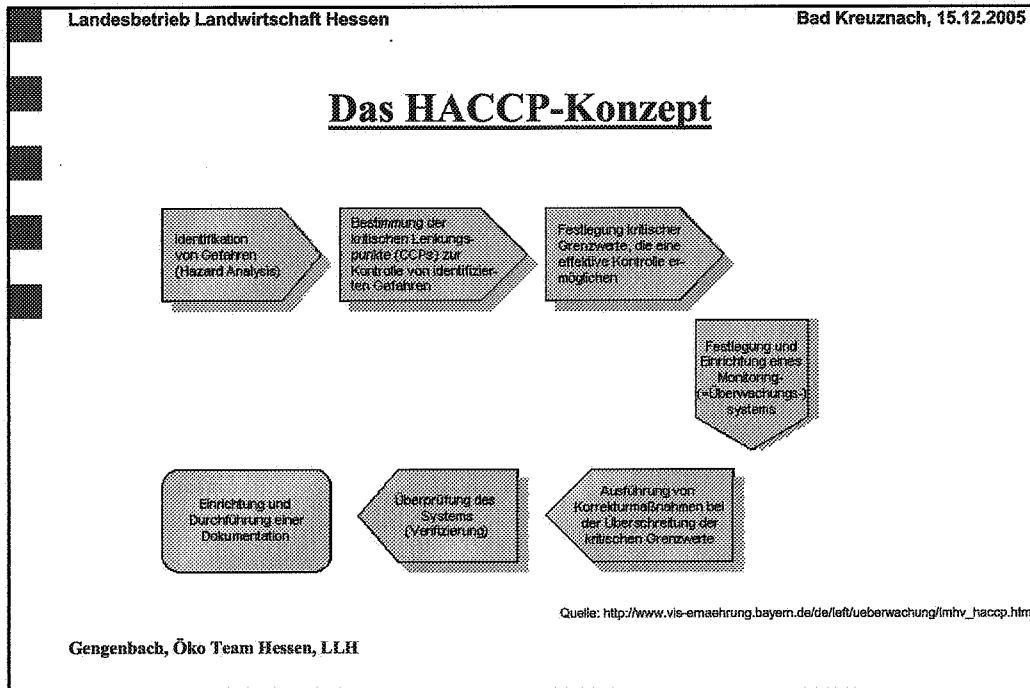 Landesbetrieb Landwirtschaft Hessen
Bad Kreuznach, 15.12.2005
Das HACCP-Konzept
Identifikation
von Gefahren
(Hazard Analysis)
Bestimmung der
kritischen Lenkungs-
punkte (CCPs) zur
Kontrolle von identifizier-
ten Gefahren
Festlegung kritischer
Grenzwerte, die eine
effektive Kontrolle er-
möglichen
Festlegung und
Einrichtung eines
Monitoring-
(=Überwachungs-)
systems
Ausführung von
Korrekturmaßnahmen bei
der Überschreitung der
kritischen Grenzwerte
Überprüfung des
Systems
(Verifizierung)
Einrichtung und
Durchführung einer
Dokumentation
Quelle: http://www.vis-ernaehrung.bayern.de/de/left/ueberwachung/lmhv_haccp.htm
Gengenbach, Öko Team Hessen, LLH